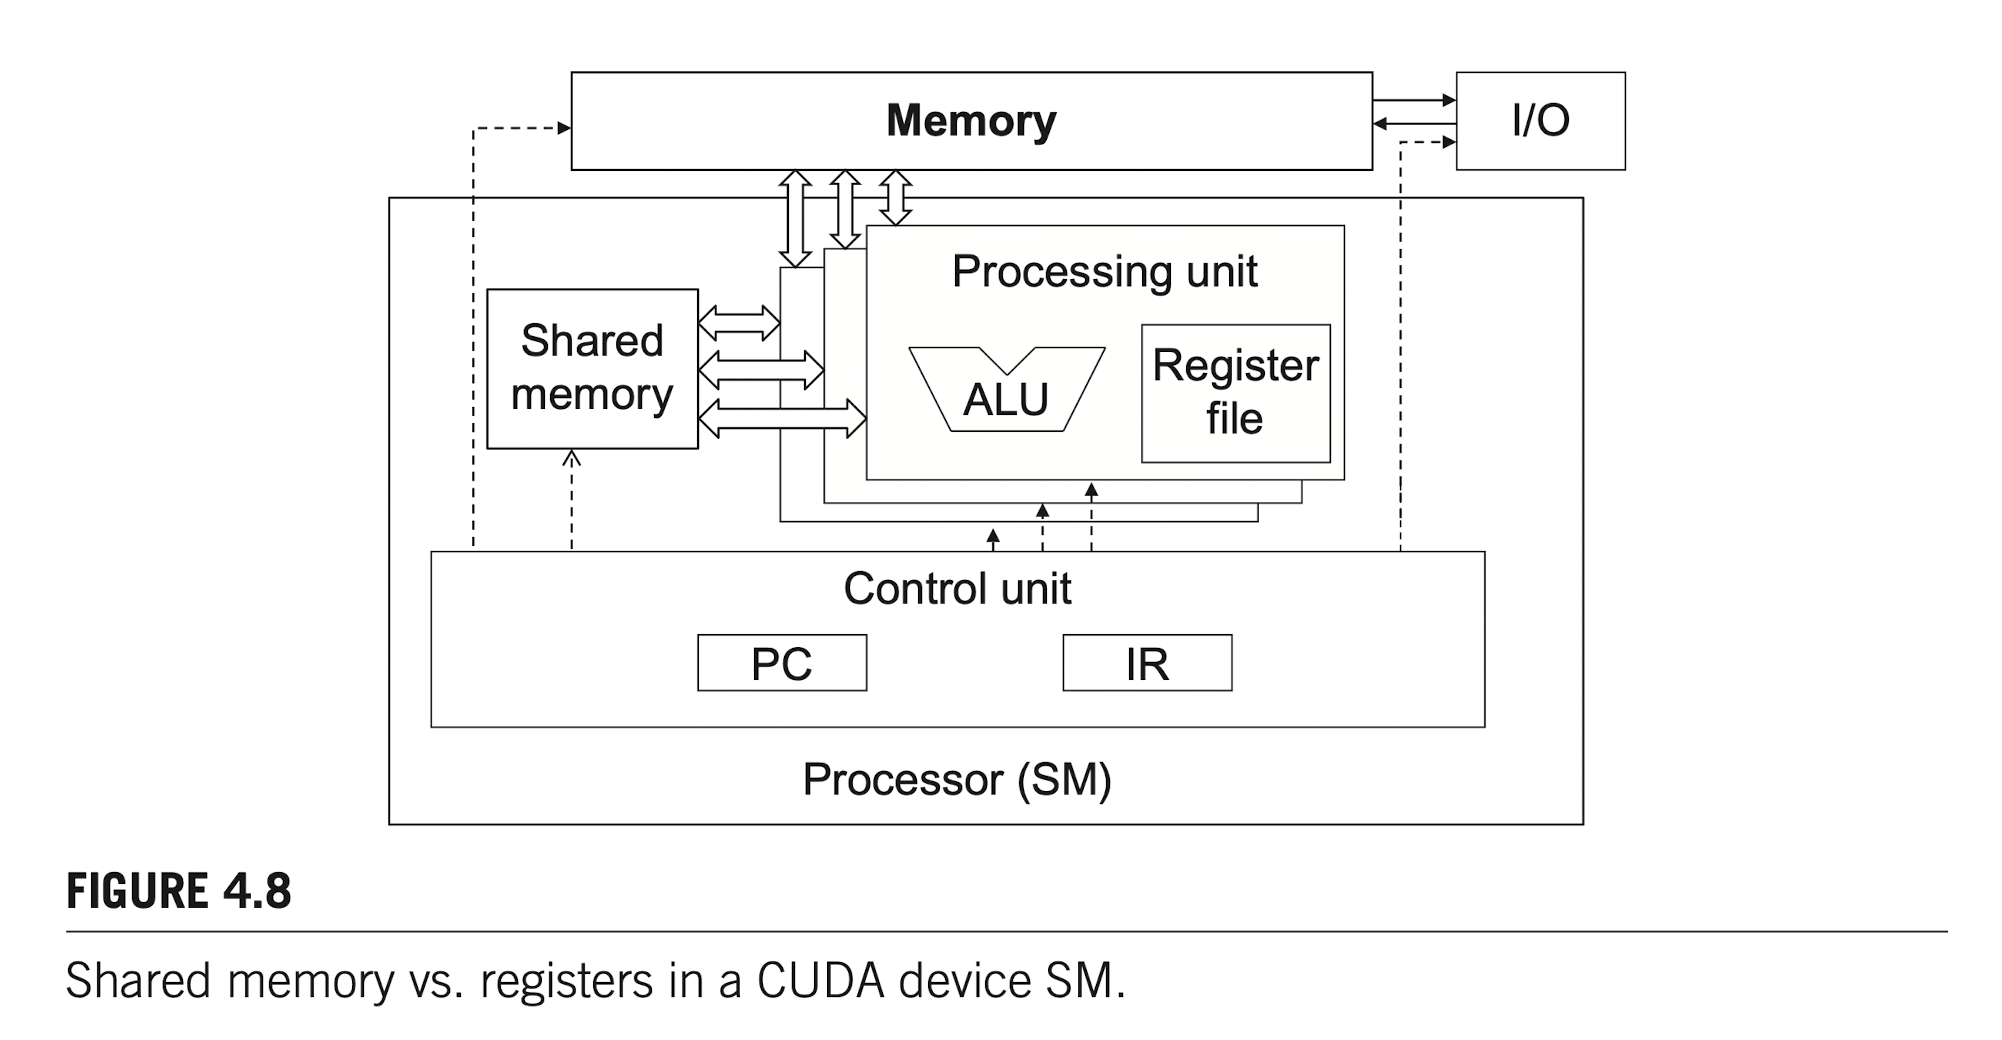 Memory
I/O
Processing unit
Shared
memory
ALU
Register
file
Control unit
PC
IR
Processor (SM)
FIGURE 4.8
Shared memory vs. registers in a CUDA device SM.